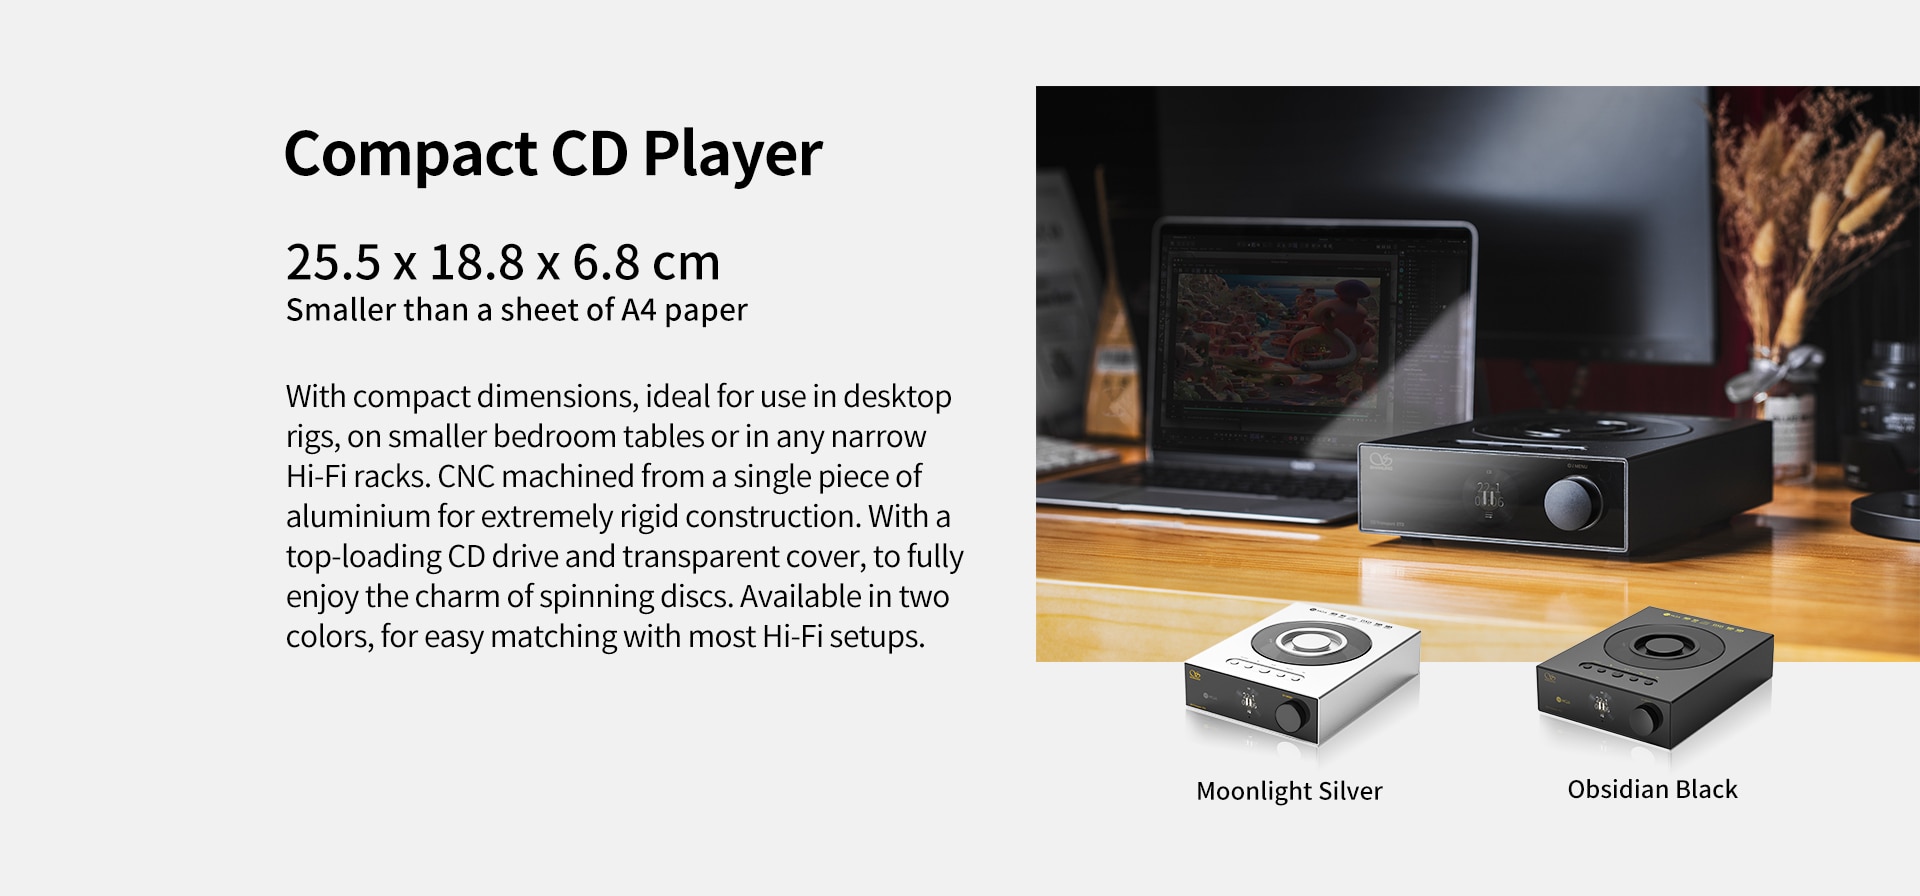 Compact CD Player
25.5 x 18.8 x 6.8 cm
Smaller than a sheet of A4 paper
With compact dimensions, ideal for use in desktop
rigs, on smaller bedroom tables or in any narrow
Hi-Fi racks. CNC machined from a single piece of
aluminium for extremely rigid construction. With a
top-loading CD drive and transparent cover, to fully
enjoy the charm of spinning discs. Available in two
colors, for easy matching with most Hi-Fi setups.
MENU
Moonlight Silver
Obsidian Black